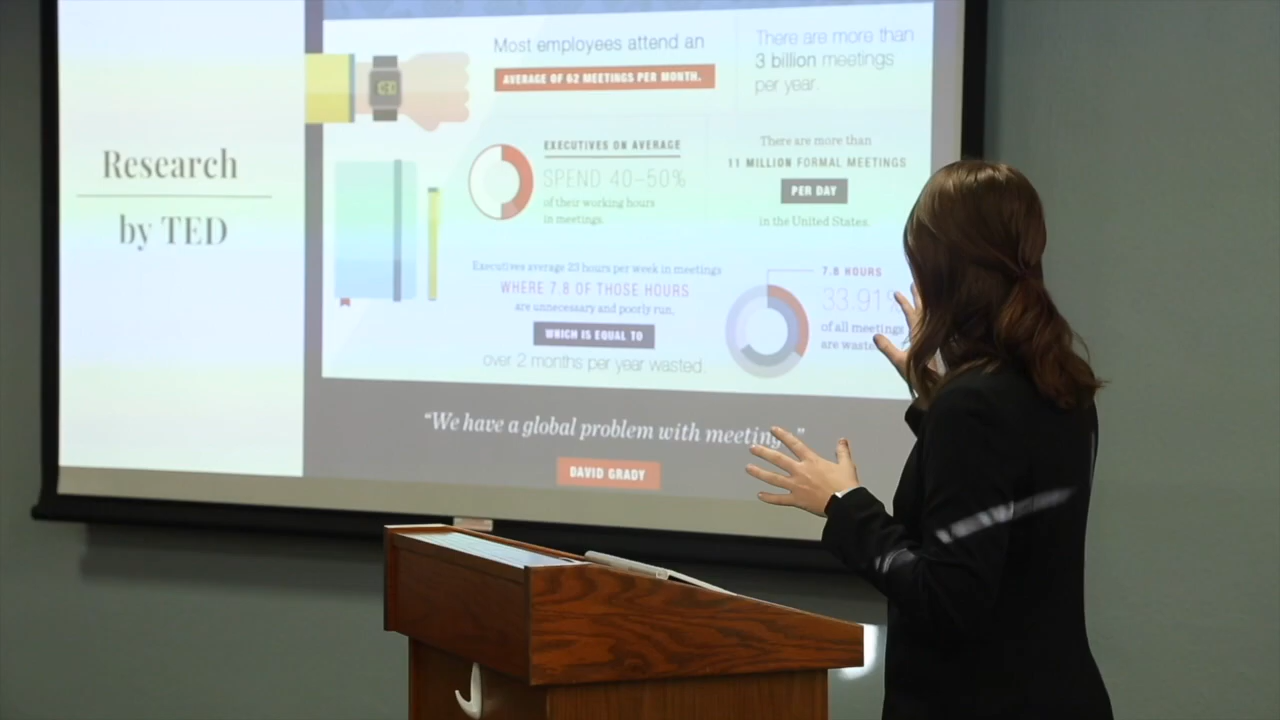 Research
by TED
Most employees attend an
AVERAGE OF 62 MEETINGS PER MONTH.
There are more than
3 billion meetings
per year.
EXECUTIVES ON AVERAGE
SPEND 40–50%
of their working hours
in meetings.
There are more than
11 MILLION FORMAL MEETINGS
PER DAY
in the United States.
Executives average 23 hours per week in meetings
WHERE 7.8 OF THOSE HOURS
are unnecessary and poorly run,
WHICH IS EQUAL TO
over 2 months per year wasted.
7.8 HOURS
33.91%
of all meetings
are
“We have a global problem with ”
DAVID GRADY